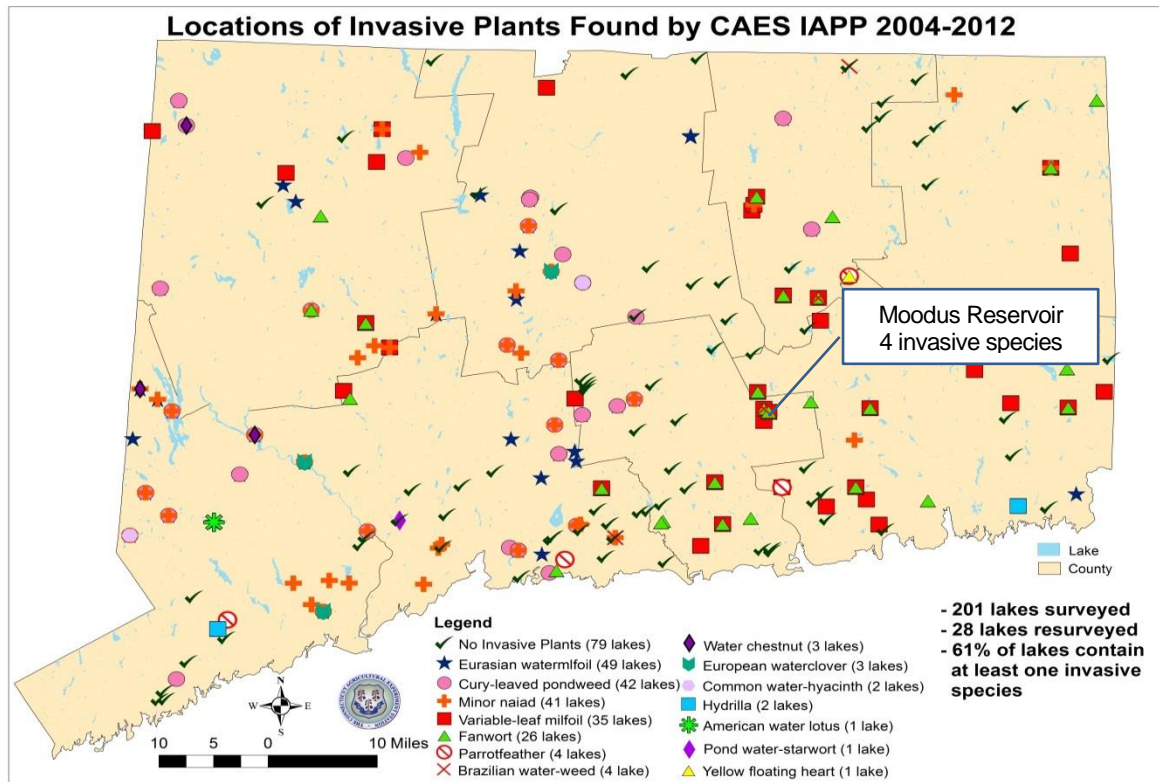 Locations of Invasive Plants Found by CAES IAPP 2004-2012
Moodus Reservoir
4 invasive species
Lake
County
- 201 lakes surveyed
- 28 lakes resurveyed
- 61% of lakes contain
at least one invasive
species
Legend
No Invasive Plants (79 lakes)
Eurasian watermlfoil (49 lakes)
Cury-leaved pondweed (42 lakes)
Minor naiad (41 lakes)
Variable-leaf milfoil (35 lakes)
Fanwort (26 lakes)
Parrotfeather (4 lakes)
Brazilian water-weed (4 lake)
Water chestnut (3 lakes)
European waterclover (3 lakes)
Common water-hyacinth (2 lakes)
Hydrilla (2 lakes)
American water lotus (1 lake)
Pond water-starwort (1 lake)
Yellow floating heart (1 lake)
N
W E
S
THE CONNECTICUT AGRICULTURAL EXPERIMENT STATION
10 5 0 10 Miles